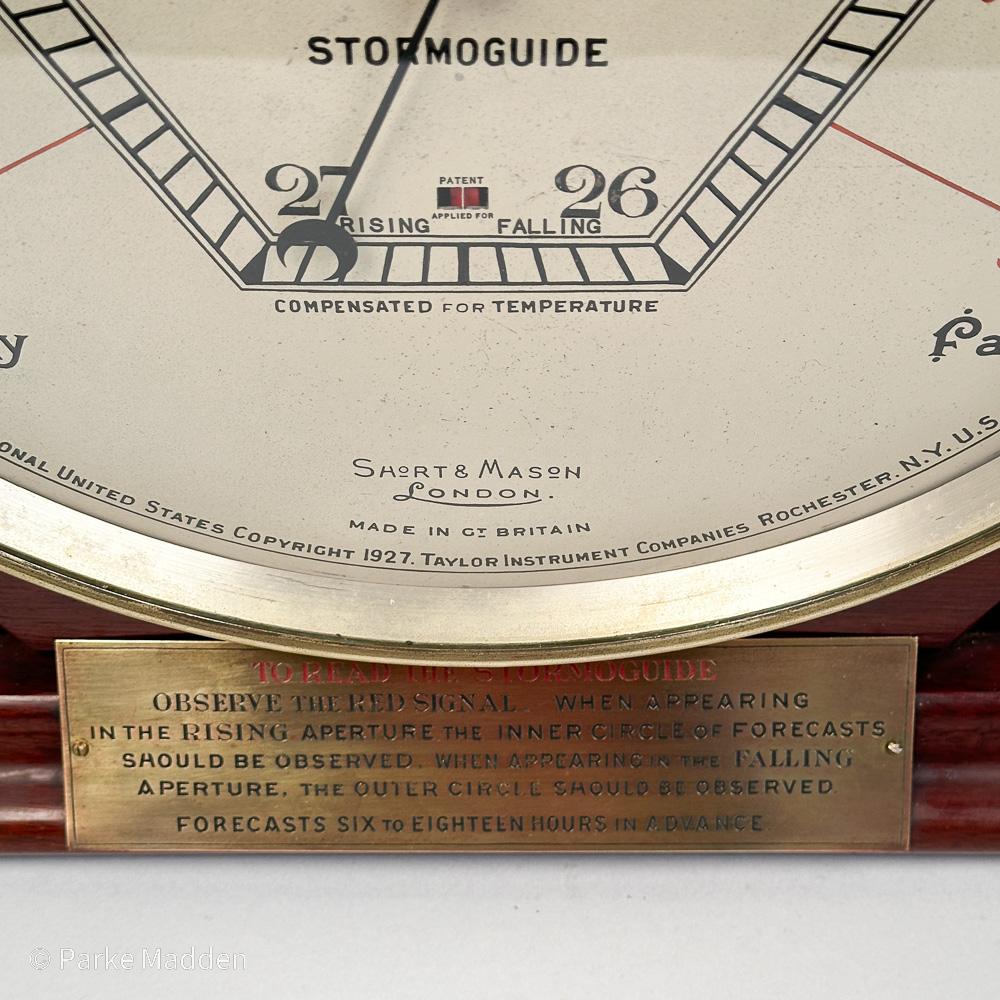 STORMOGUIDE
27 26
PATENT
APPLIED FOR
RISING FALLING
COMPENSATED FOR TEMPERATURE
SHORT & MASON
LONDON.
MADE IN GT BRITAIN
UNITED STATES COPYRIGHT 1927. TAYLOR INSTRUMENT COMPANIES ROCHESTER. N.Y. U.S.
TO READ THE STORMOGUIDE
OBSERVE THE RED SIGNAL. WHEN APPEARING
IN THE RISING APERTURE THE INNER CIRCLE OF FORECASTS
SHOULD BE OBSERVED. WHEN APPEARING IN THE FALLING
APERTURE, THE OUTER CIRCLE SHOULD BE OBSERVED.
FORECASTS SIX TO EIGHTEEN HOURS IN ADVANCE.
© Parke Madden